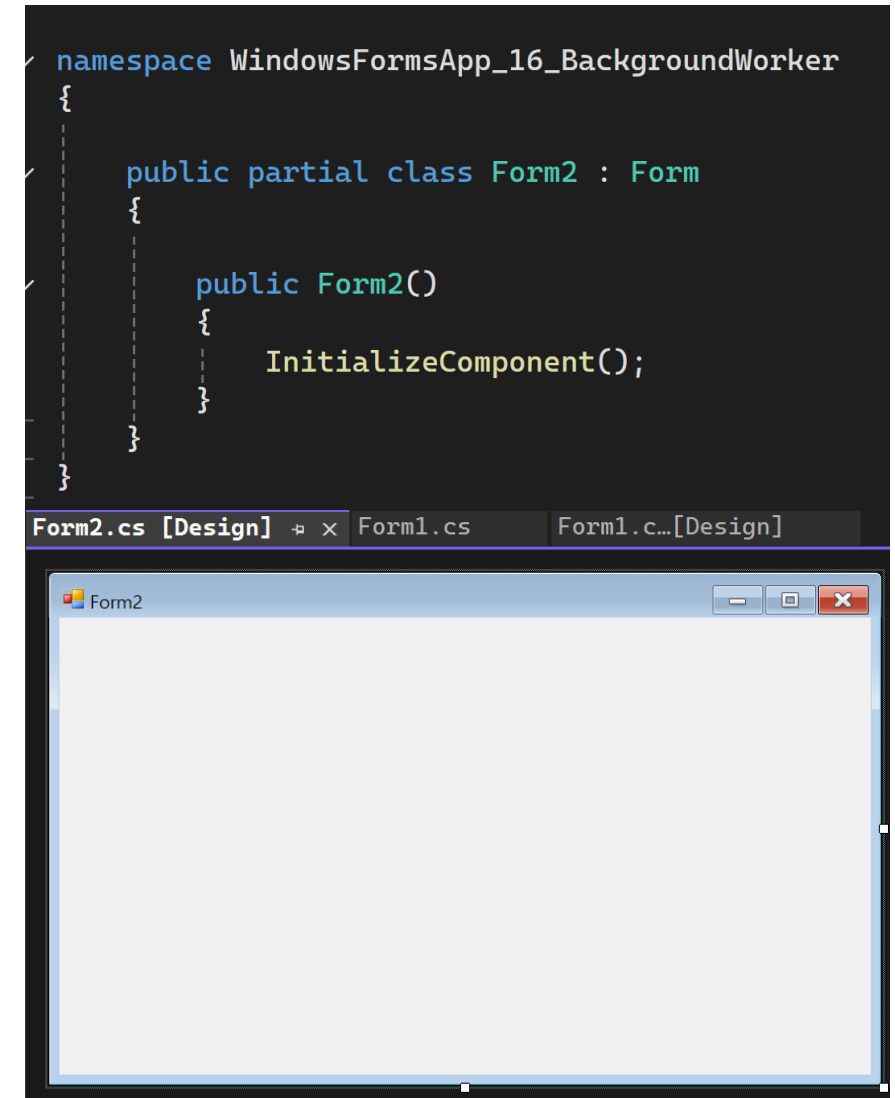 namespace WindowsFormsApp_16_BackgroundWorker
{
public partial class Form2 : Form
{
public Form2()
{
InitializeComponent();
}
}
}
Form2.cs [Design] Form1.cs Form1.c…[Design]
Form2